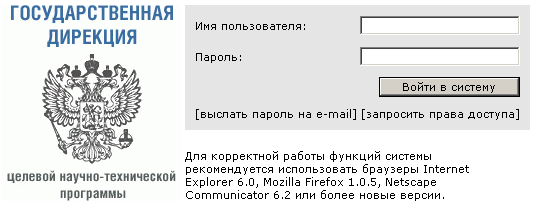 ГОСУДАРСТВЕННАЯ
ДИРЕКЦИЯ
целевой научно-технической
программы
Имя пользователя:
Пароль:
Войти в систему
[выслать пароль на e-mail] [запросить права доступа]
Для корректной работы функций системы
рекомендуется использовать браузеры Internet
Explorer 6.0, Mozilla Firefox 1.0.5, Netscape
Communicator 6.2 или более новые версии.